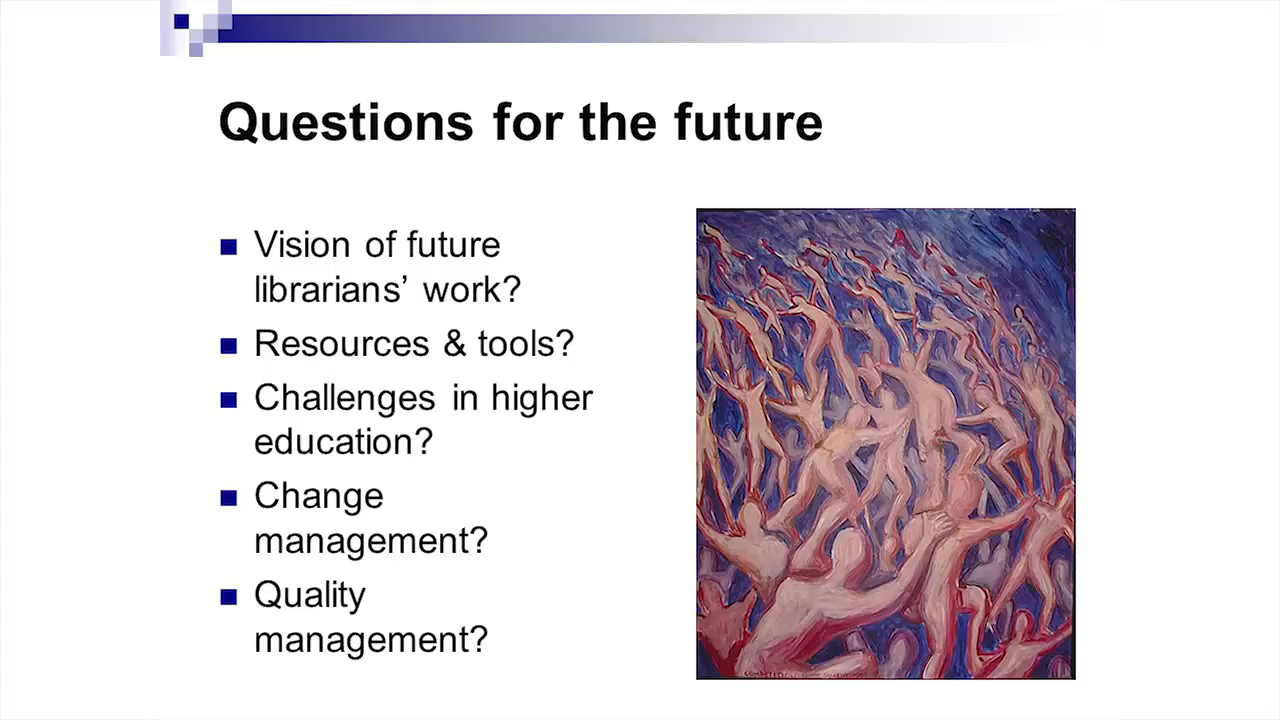 Questions for the future
Vision of future
librarians’ work?
Resources & tools?
Challenges in higher
education?
Change
management?
Quality
management?